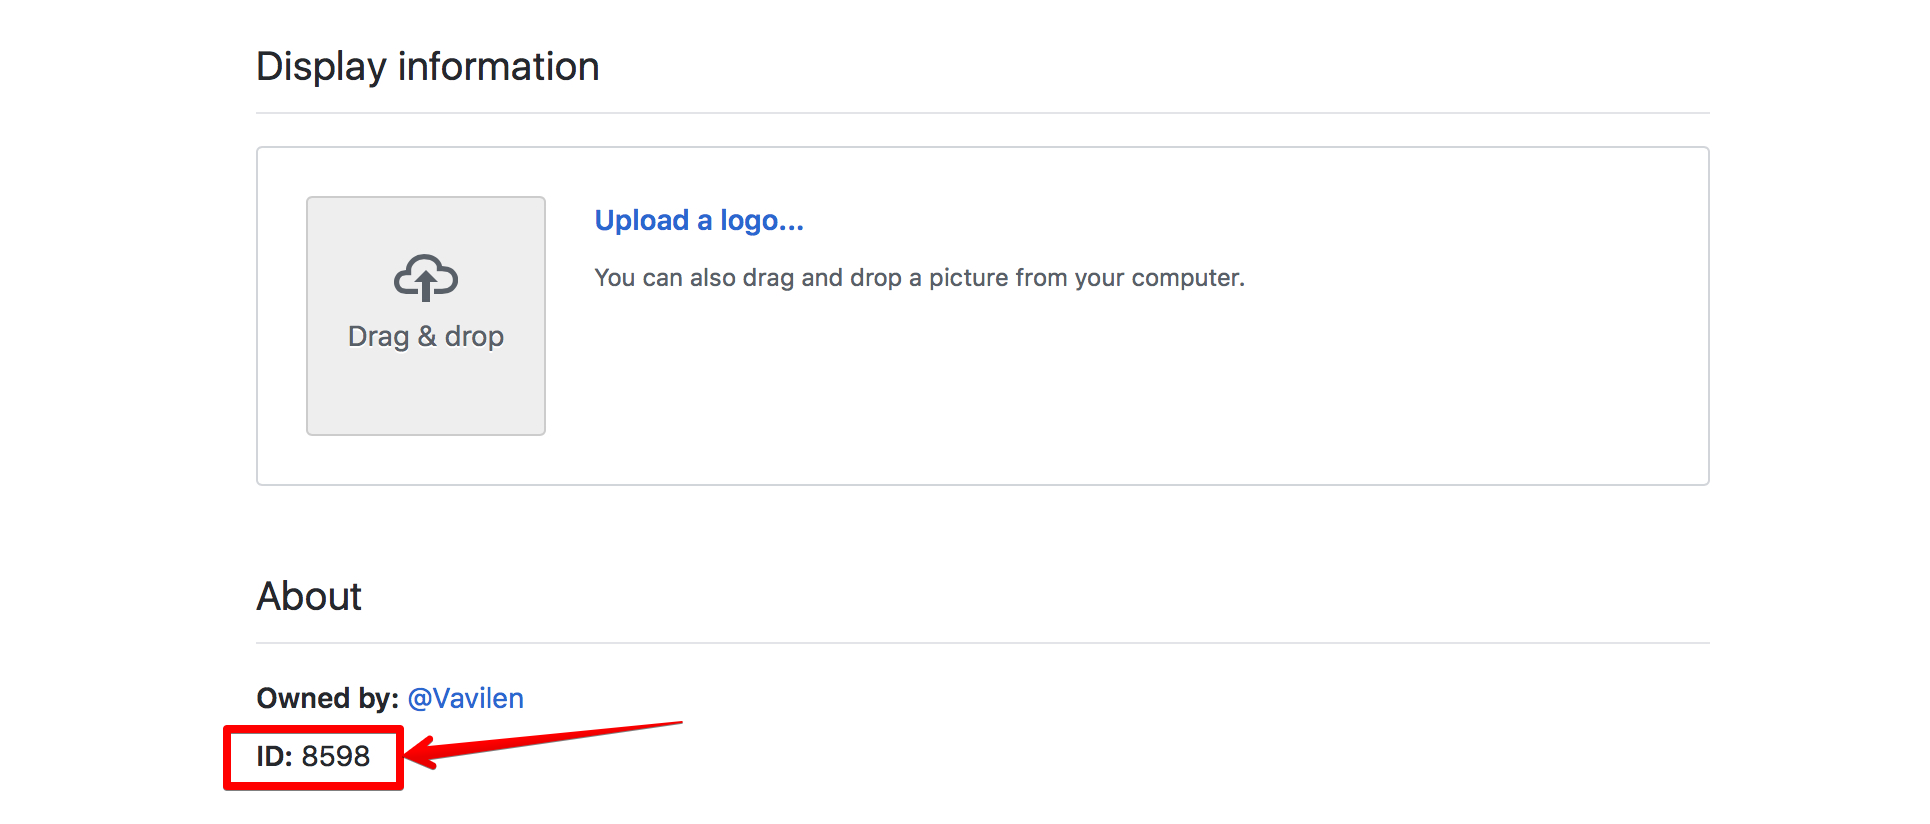 Display information
Upload a logo...
You can also drag and drop a picture from your computer.
Drag & drop
About
Owned by: @Vavilen
ID: 8598